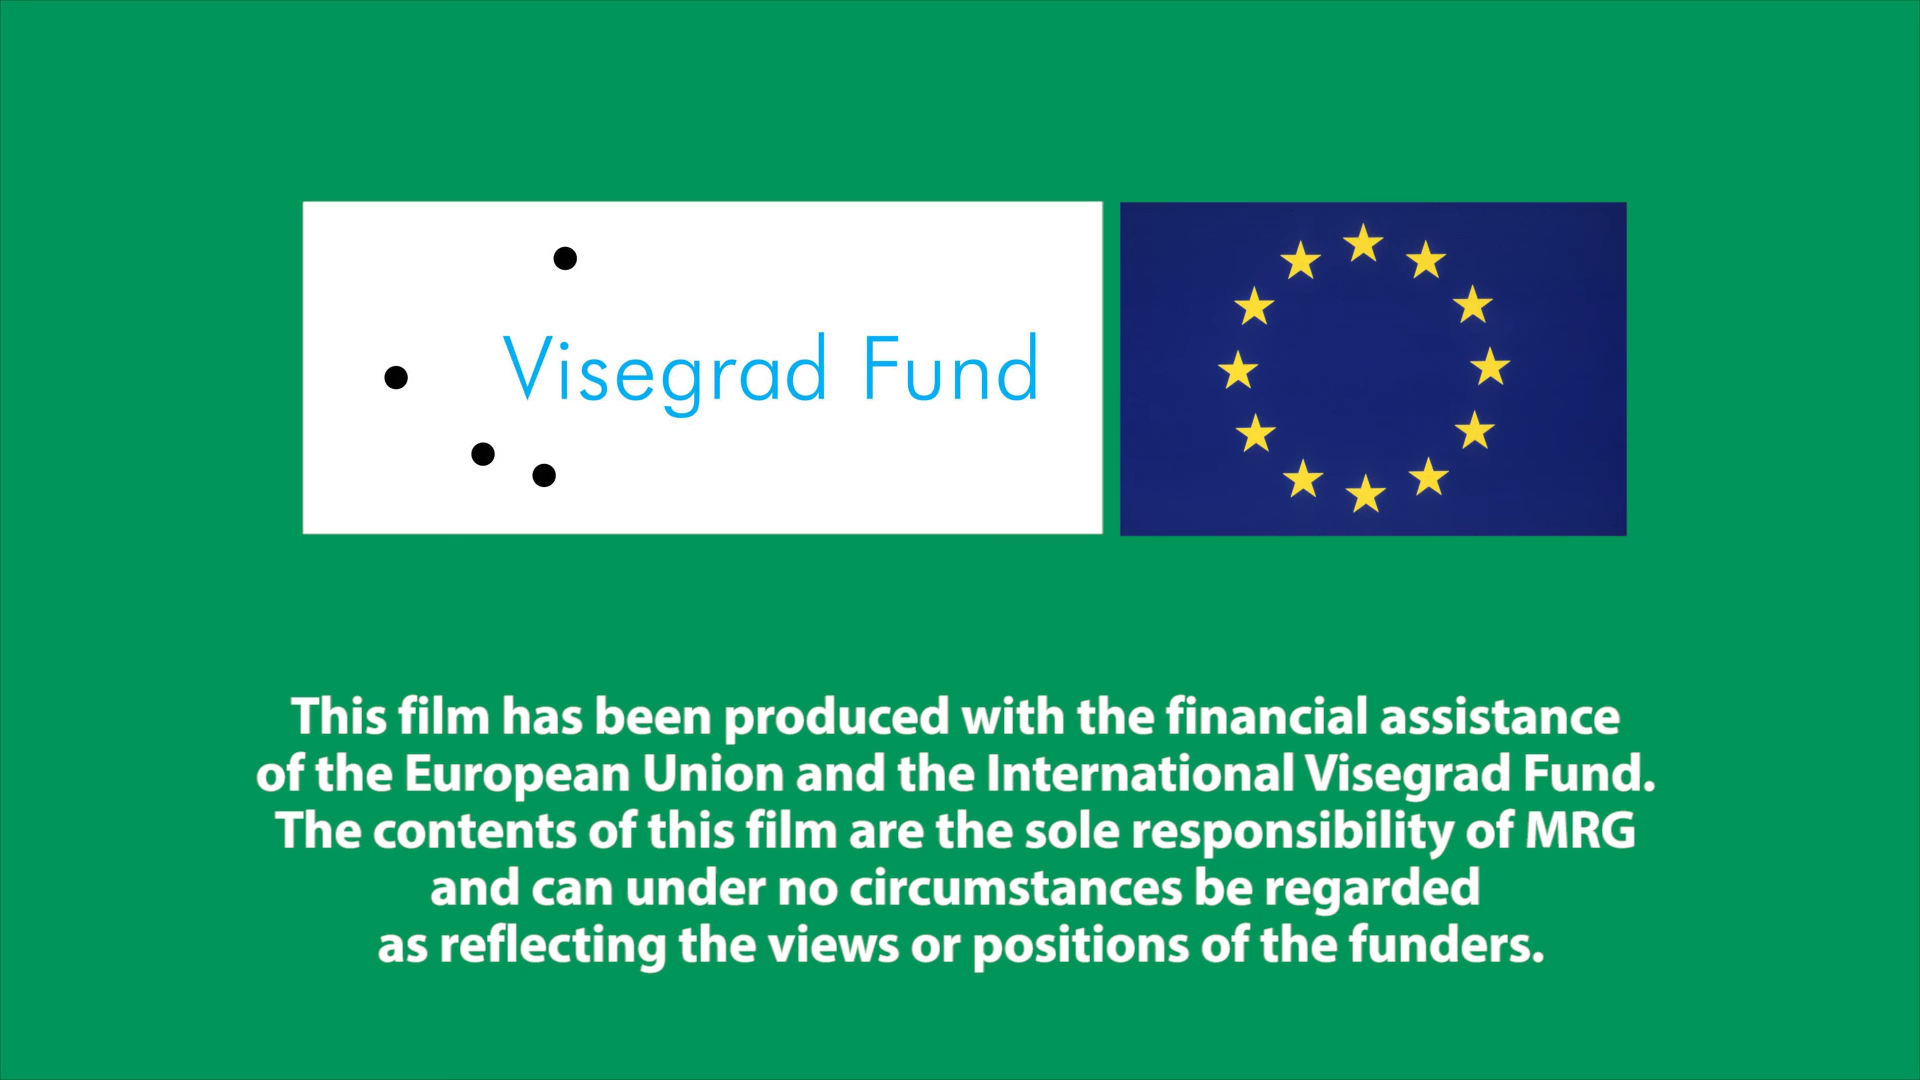 Visegrad Fund
This film has been produced with the financial assistance
of the European Union and the International Visegrad Fund.
The contents of this film are the sole responsibility of MRG
and can under no circumstances be regarded
as reflecting the views or positions of the funders.